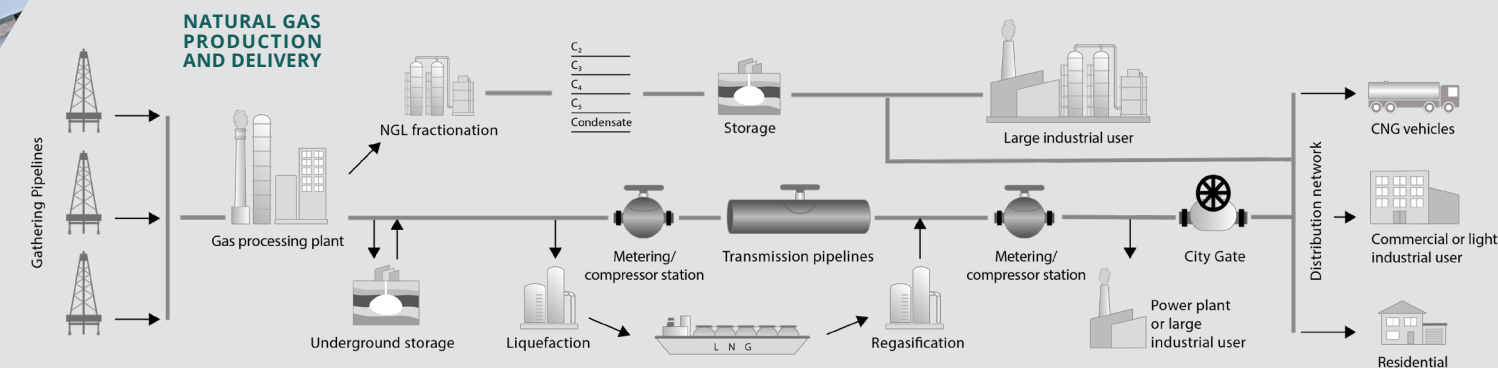 NATURAL GAS
PRODUCTION
AND DELIVERY
Gathering Pipelines
Gas processing plant
NGL fractionation
C₂
C₃
C₄
C₅
Condensate
Storage
Large industrial user
Underground storage
Liquefaction
L N G
Regasification
Metering/
compressor station
Transmission pipelines
Metering/
compressor station
Power plant
or large
industrial user
City Gate
Distribution network
CNG vehicles
Commercial or light
industrial user
Residential